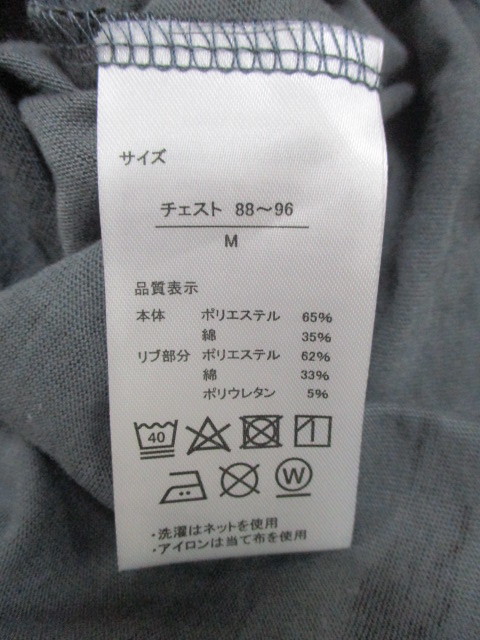 サイズ
チェスト 88～96
M
品質表示
本体 ポリエステル 65%
綿 35%
リブ部分 ポリエステル 62%
綿 33%
ポリウレタン 5%
40
W
・洗濯はネットを使用
・アイロンは当て布を使用